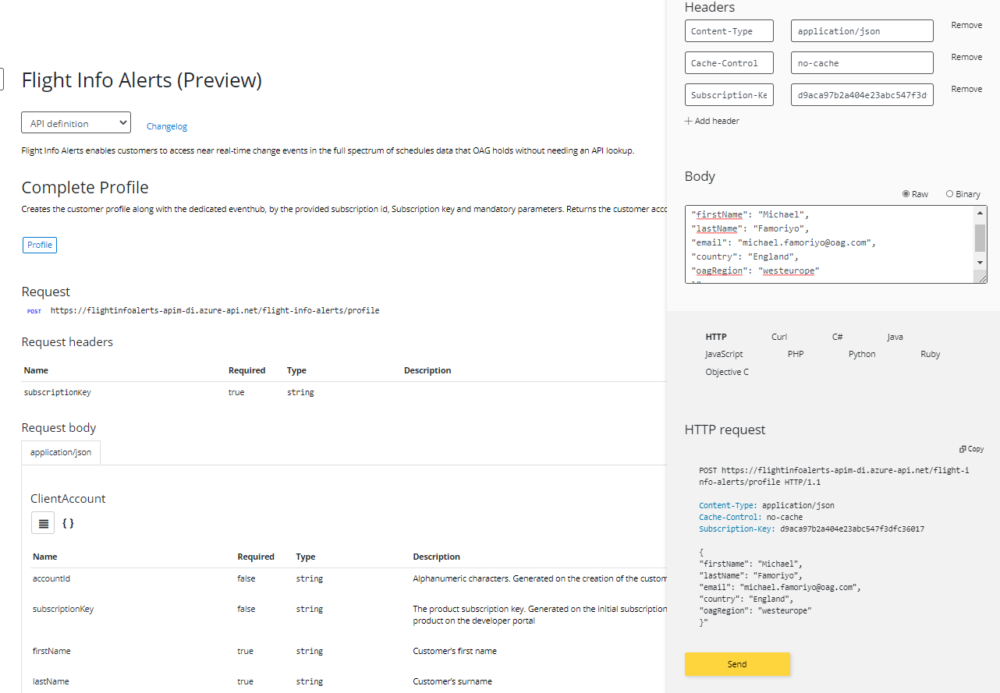 Flight Info Alerts (Preview)
API definition
Changelog
Flight Info Alerts enables customers to access near real-time change events in the full spectrum of schedules data that OAG holds without needing an API lookup.
Complete Profile
Creates the customer profile along with the dedicated eventhub, by the provided subscription id, Subscription key and mandatory parameters. Returns the customer acco
Profile
Request
POST https://flightinfoalerts-apim-di.azure-api.net/flight-info-alerts/profile
Request headers
Name Required Type Description
subscriptionKey true string
Request body
application/json
ClientAccount
{ }
Name Required Type Description
accountId false string Alphanumeric characters. Generated on the creation of the custom
subscriptionKey false string The product subscription key. Generated on the initial subscription
product on the developer portal
firstName true string Customer's first name
lastName true string Customer's surname
Headers
Content-Type application/json Remove
Cache-Control no-cache Remove
Subscription-Ke d9aca97b2a404e23abc547f3d Remove
+ Add header
Body
Raw Binary
"firstName": "Michael",
"lastName": "Famoriyo",
"email": "michael.famoriyo@oag.com",
"country": "England",
"oagRegion": "westeurope"
}"
HTTP Curl C# Java
JavaScript PHP Python Ruby
Objective C
HTTP request
Copy
POST https://flightinfoalerts-apim-di.azure-api.net/flight-i
nfo-alerts/profile HTTP/1.1
Content-Type: application/json
Cache-Control: no-cache
Subscription-Key: d9aca97b2a404e23abc547f3dfc36017
{
"firstName": "Michael",
"lastName": "Famoriyo",
"email": "michael.famoriyo@oag.com",
"country": "England",
"oagRegion": "westeurope"
}"
Send